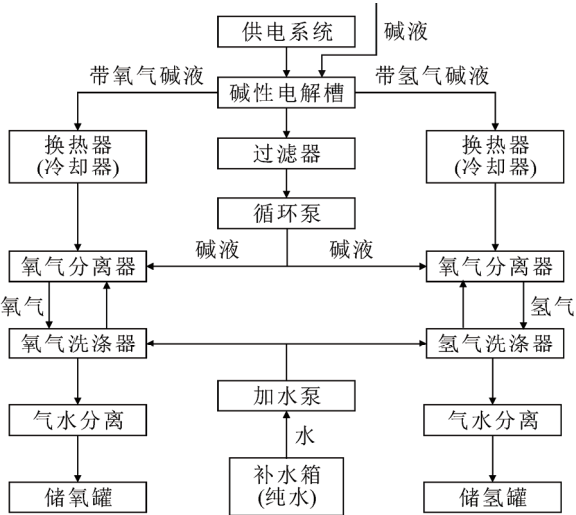 供电系统
碱液
带氧气碱液
碱性电解槽
带氢气碱液
换热器
(冷却器)
过滤器
换热器
(冷却器)
循环泵
碱液
碱液
氧气分离器
氧气分离器
氧气
氢气
氧气洗涤器
氢气洗涤器
加水泵
气水分离
气水分离
水
补水箱
(纯水)
储氧罐
储氢罐